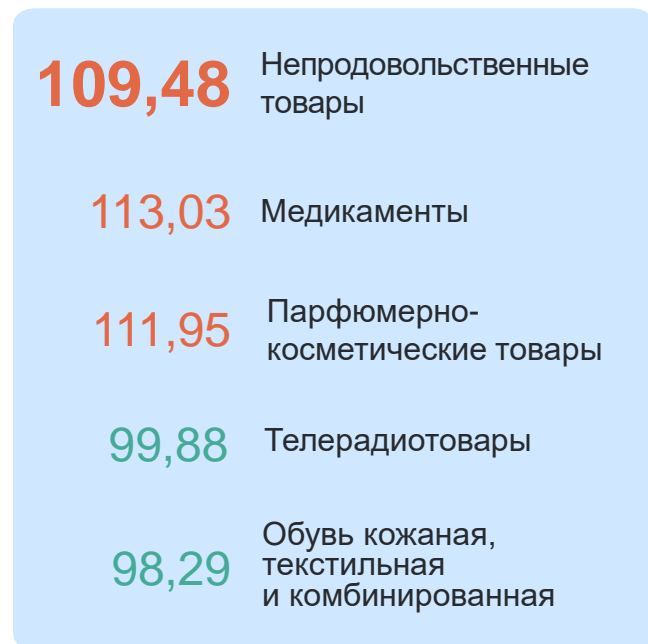 109,48 Непродовольственные
товары
113,03 Медикаменты
111,95 Парфюмерно-
косметические товары
99,88 Телерадиотовары
98,29 Обувь кожаная,
текстильная
и комбинированная